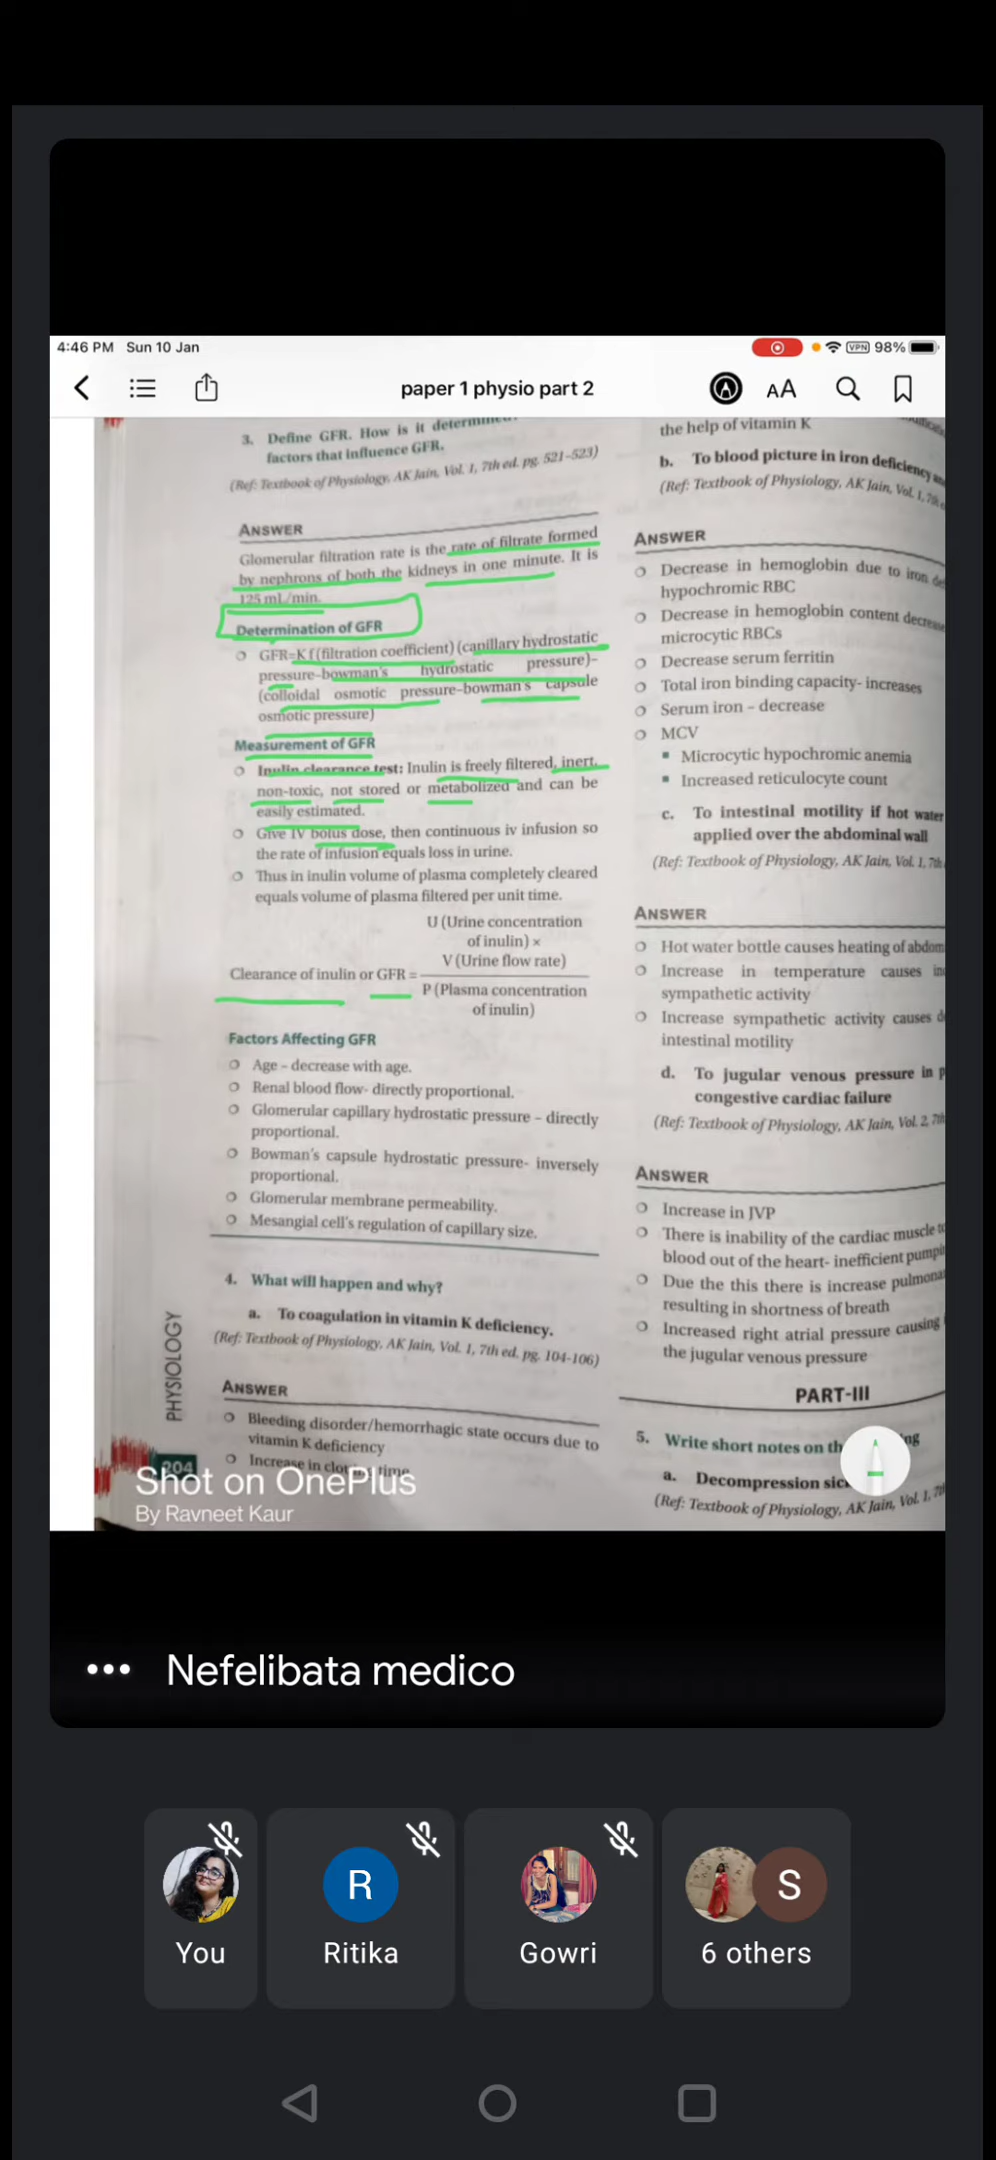 4:46 PM Sun 10 Jan
VPN 98%
paper 1 physio part 2
AA
3. Define GFR. How is it
factors that influence GFR.
(Ref: Textbook of Physiology, AK Jain, Vol. 1, 7th ed. pg. 521-523)
ANSWER
Glomerular filtration rate is the rate of filtrate formed
by nephrons of both the kidneys in one minute. It is
125 mL/min.
Determination of GFR
GFR=K f (filtration coefficient) (capillary hydrostatic
pressure-bowman's hydrostatic pressure)-
(colloidal osmotic pressure-bowman's capsule
osmotic pressure)
Measurement of GFR
Inulin clearance test: Inulin is freely filtered, inert,
non-toxic, not stored or metabolized and can be
easily estimated.
Give IV bolus dose, then continuous iv infusion so
the rate of infusion equals loss in urine.
Thus in inulin volume of plasma completely cleared
equals volume of plasma filtered per unit time.
U (Urine concentration
of inulin) ×
V (Urine flow rate)
Clearance of inulin or GFR =
P (Plasma concentration
of inulin)
Factors Affecting GFR
Age – decrease with age.
Renal blood flow- directly proportional.
Glomerular capillary hydrostatic pressure – directly
proportional.
Bowman's capsule hydrostatic pressure- inversely
proportional.
Glomerular membrane permeability.
Mesangial cell's regulation of capillary size.
4. What will happen and why?
a. To coagulation in vitamin K deficiency.
(Ref: Textbook of Physiology, AK Jain, Vol. 1, 7th ed. pg. 104-106)
ANSWER
Bleeding disorder/hemorrhagic state occurs due to
vitamin K deficiency
Increase in clotting time
PHYSIOLOGY
204
the help of vitamin K
b. To blood picture in iron deficiency
(Ref: Textbook of Physiology, AK Jain, Vol. 1, 7th
ANSWER
Decrease in hemoglobin due to iron
hypochromic RBC
Decrease in hemoglobin content
microcytic RBCs
Decrease serum ferritin
Total iron binding capacity- increases
Serum iron – decrease
MCV
Microcytic hypochromic anemia
Increased reticulocyte count
c. To intestinal motility if hot water
applied over the abdominal wall
(Ref: Textbook of Physiology, AK Jain, Vol. 1, 7th
ANSWER
Hot water bottle causes heating of abdom
Increase in temperature causes
sympathetic activity
Increase sympathetic activity causes
intestinal motility
d. To jugular venous pressure in
congestive cardiac failure
(Ref: Textbook of Physiology, AK Jain, Vol. 2, 7th
ANSWER
Increase in JVP
There is inability of the cardiac muscle
blood out of the heart- inefficient
Due the this there is increase
resulting in shortness of breath
Increased right atrial pressure causing
the jugular venous pressure
PART-III
5. Write short notes on
a. Decompression
(Ref: Textbook of Physiology, AK Jain, Vol. 1, 7th
Shot on OnePlus
By Ravneet Kaur
Nefelibata medico
R
S
You
Ritika
Gowri
6 others